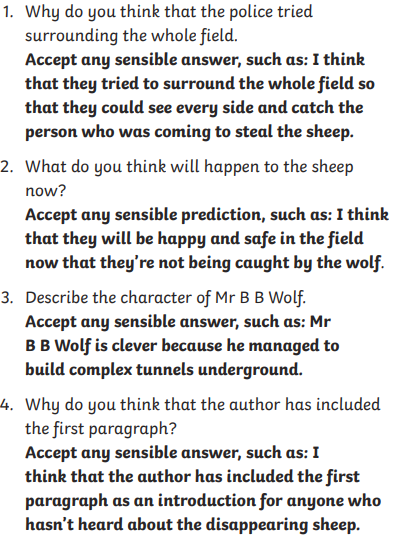 1. Why do you think that the police tried
surrounding the whole field.
Accept any sensible answer, such as: I think
that they tried to surround the whole field so
that they could see every side and catch the
person who was coming to steal the sheep.
2. What do you think will happen to the sheep
now?
Accept any sensible prediction, such as: I think
that they will be happy and safe in the field
now that they’re not being caught by the wolf.
3. Describe the character of Mr B B Wolf.
Accept any sensible answer, such as: Mr
B B Wolf is clever because he managed to
build complex tunnels underground.
4. Why do you think that the author has included
the first paragraph?
Accept any sensible answer, such as: I
think that the author has included the first
paragraph as an introduction for anyone who
hasn’t heard about the disappearing sheep.